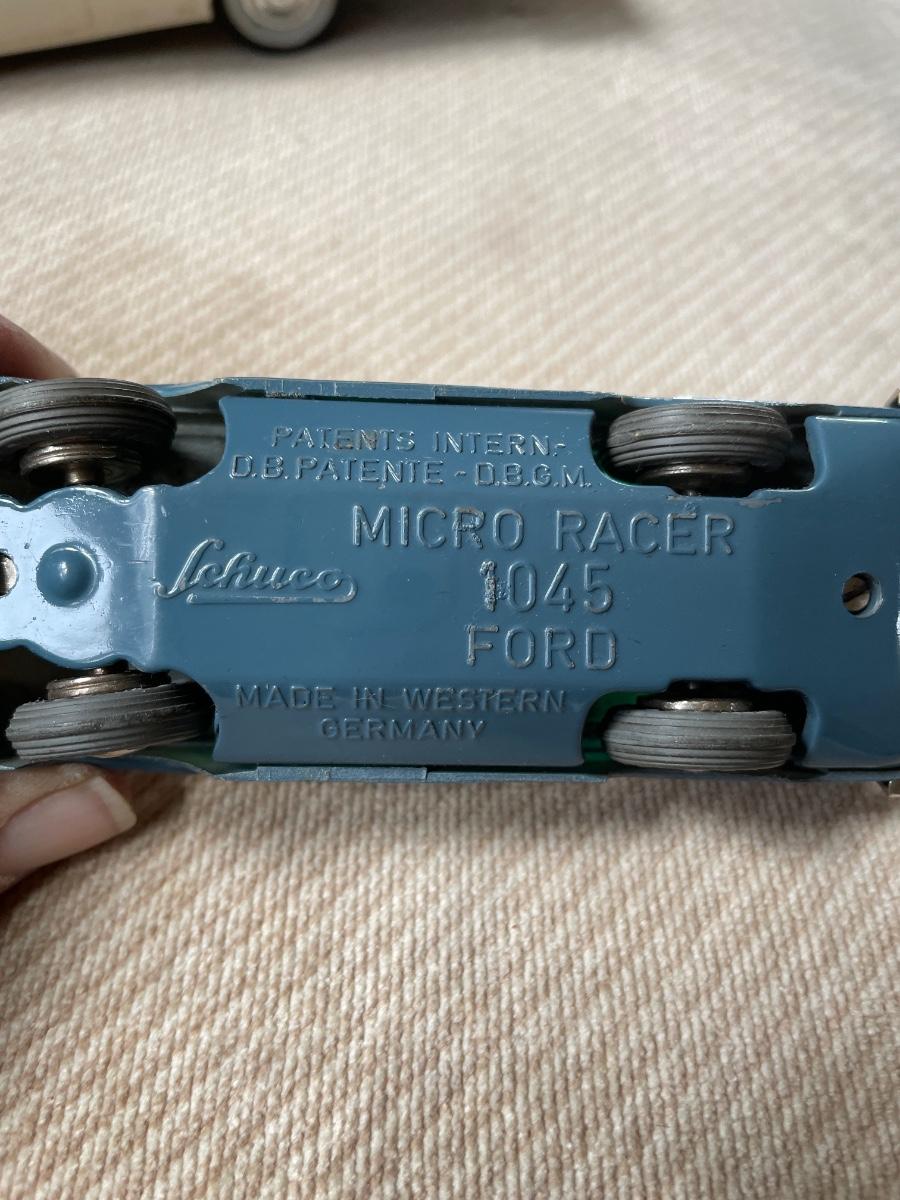 PATENTS INTERN.-
D.B.PATENTE - D.B.G.M.
MICRO RACER
Schuco
1045
FORD
MADE IN WESTERN
GERMANY